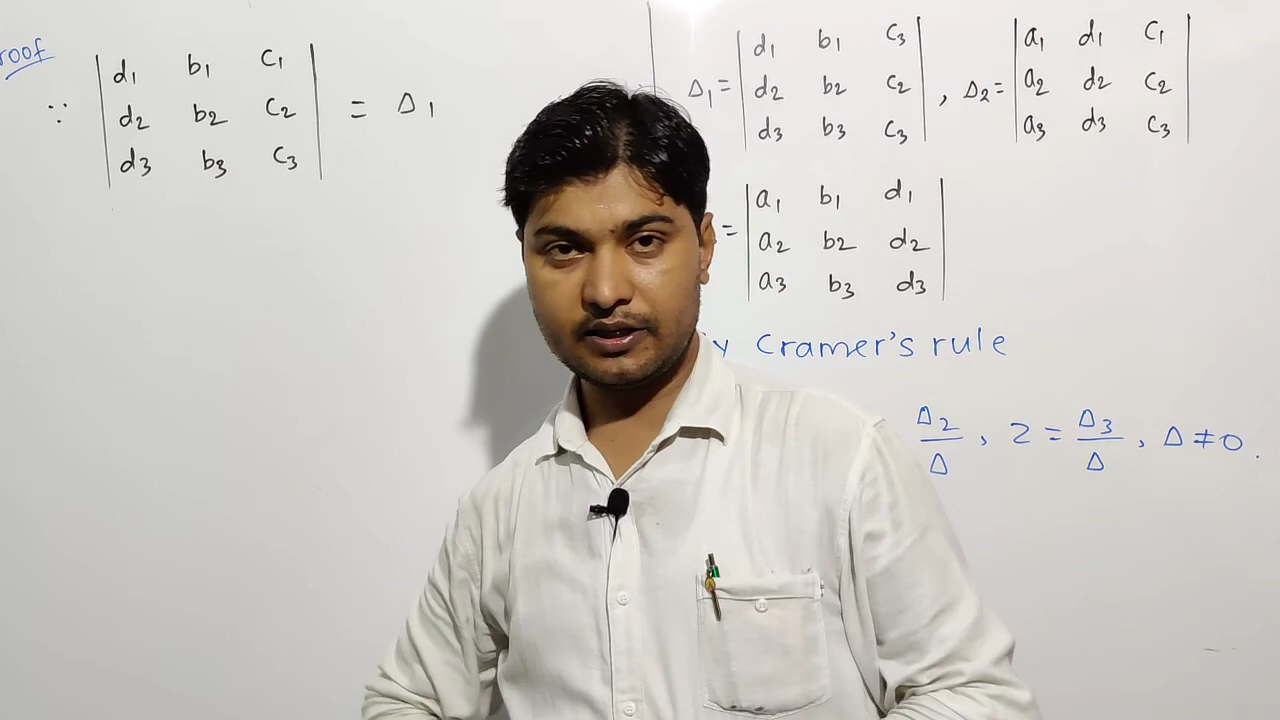 roof
∵ | d1 b1 c1 |
| d2 b2 c2 | = Δ1
| d3 b3 c3 |
Δ1 = | d1 b1 c3 |
| d2 b2 c2 |
| d3 b3 c3 |
, Δ2 = | a1 d1 c1 |
| a2 d2 c2 |
| a3 d3 c3 |
= | a1 b1 d1 |
| a2 b2 d2 |
| a3 b3 d3 |
y Cramer's rule
Δ2/Δ , z = Δ3/Δ , Δ ≠ 0.